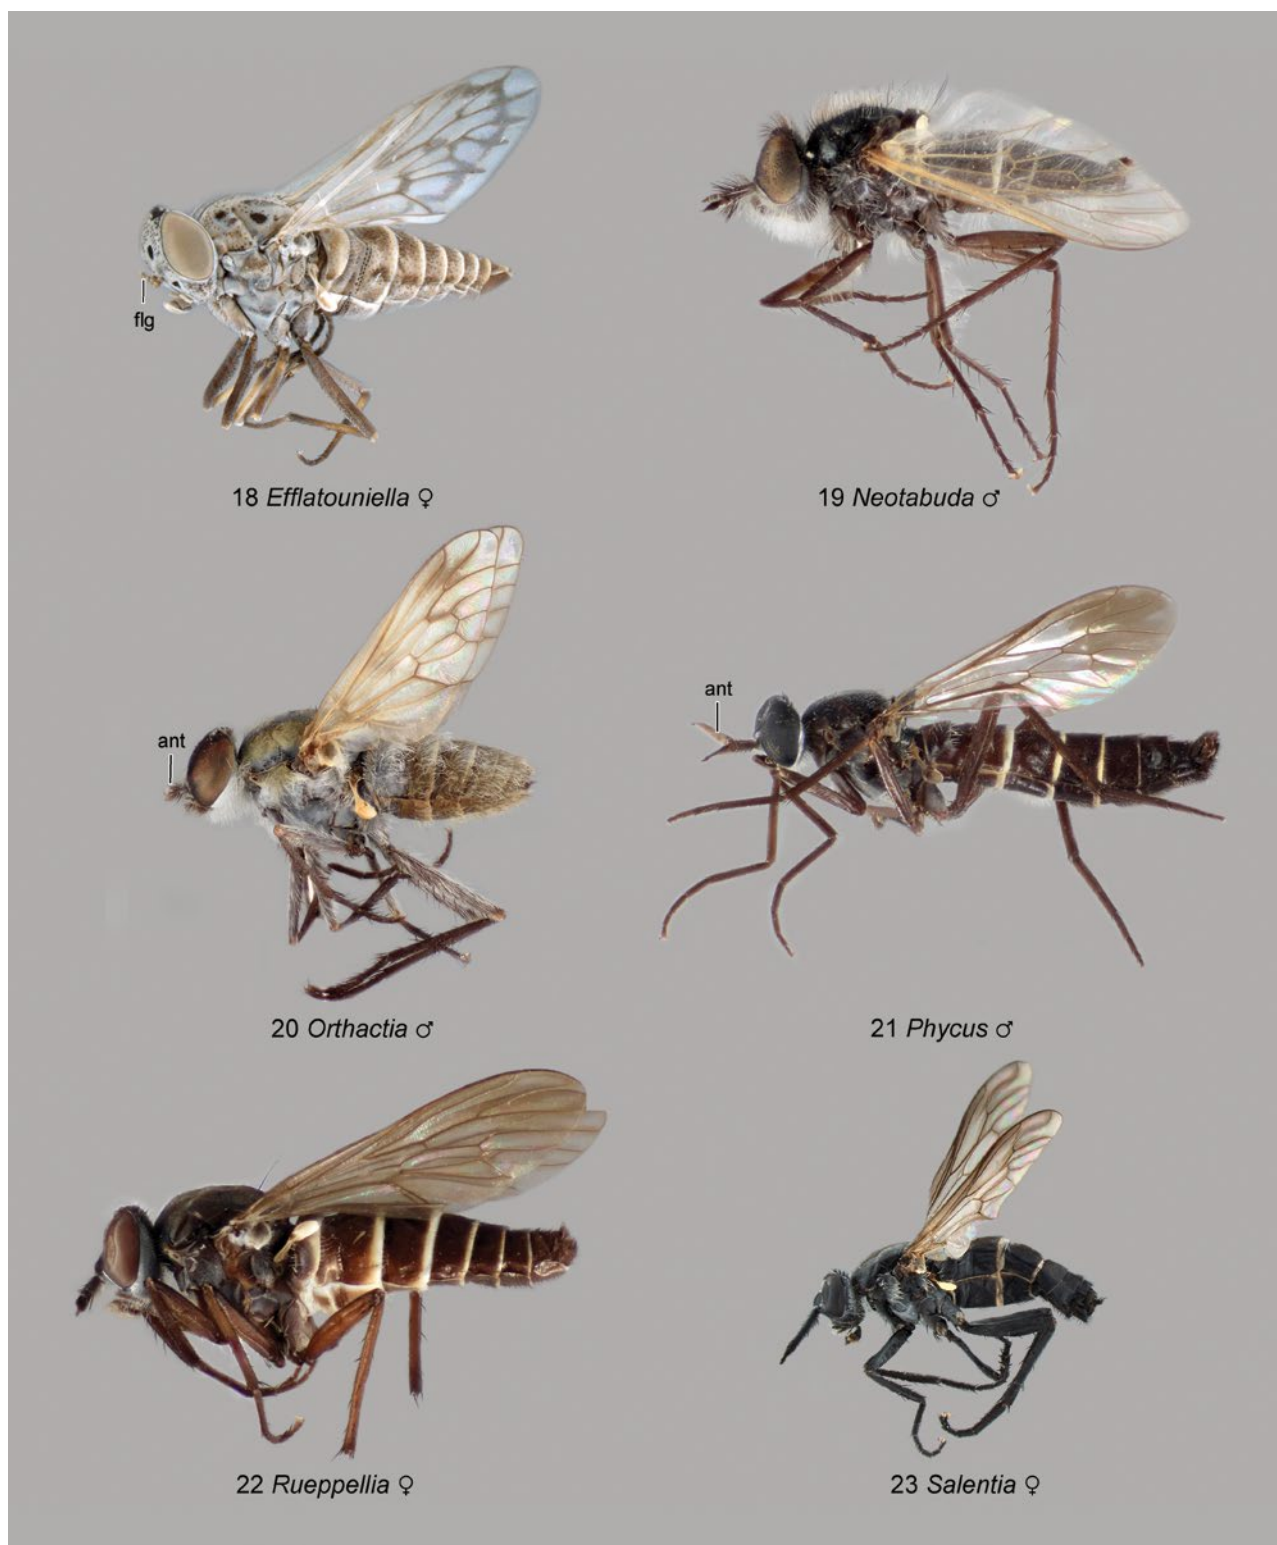 flg
18 Efflatouniella ♀
19 Neotabuda ♂
ant
20 Orthactia ♂
ant
21 Phycus ♂
22 Rueppellia ♀
23 Salentia ♀